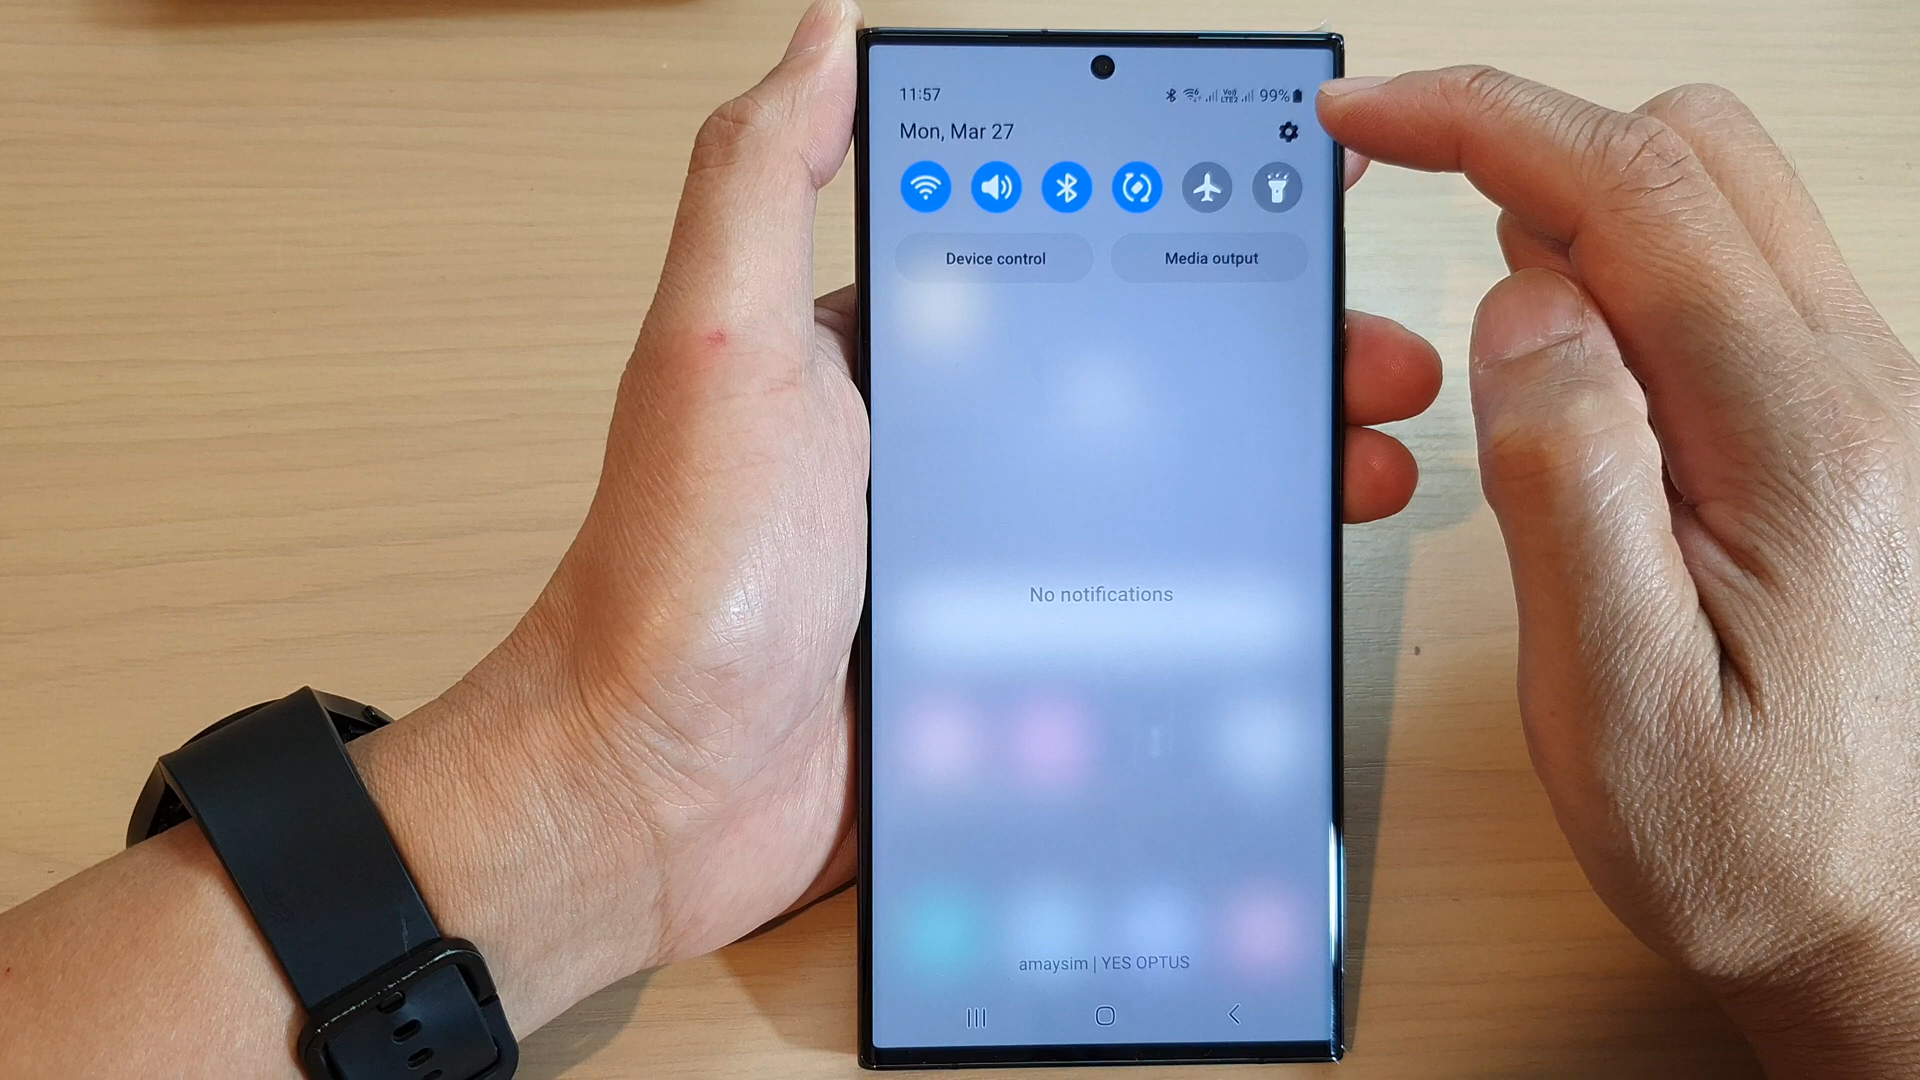 11:57 99%
Mon, Mar 27
Device control Media output
No notifications
amaysim | YES OPTUS